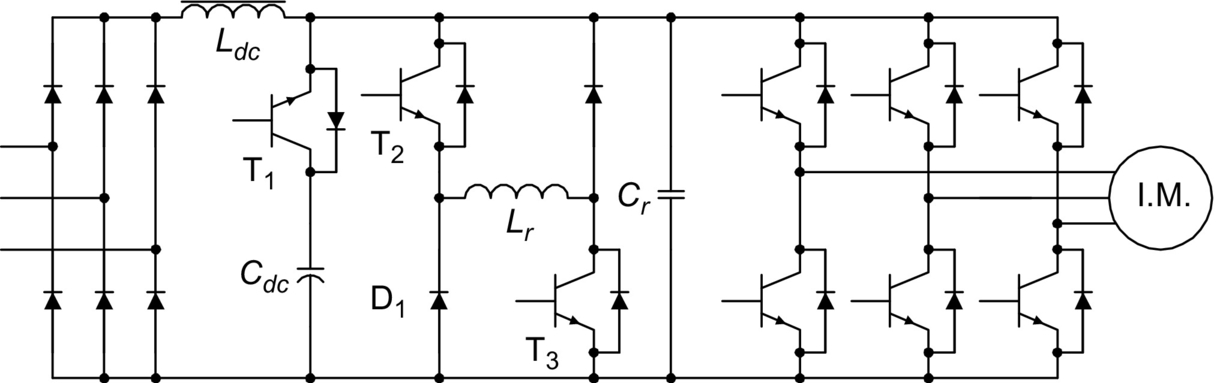 L_dc
T_1
T_2
L_r
C_r
I.M.
C_dc
D_1
T_3